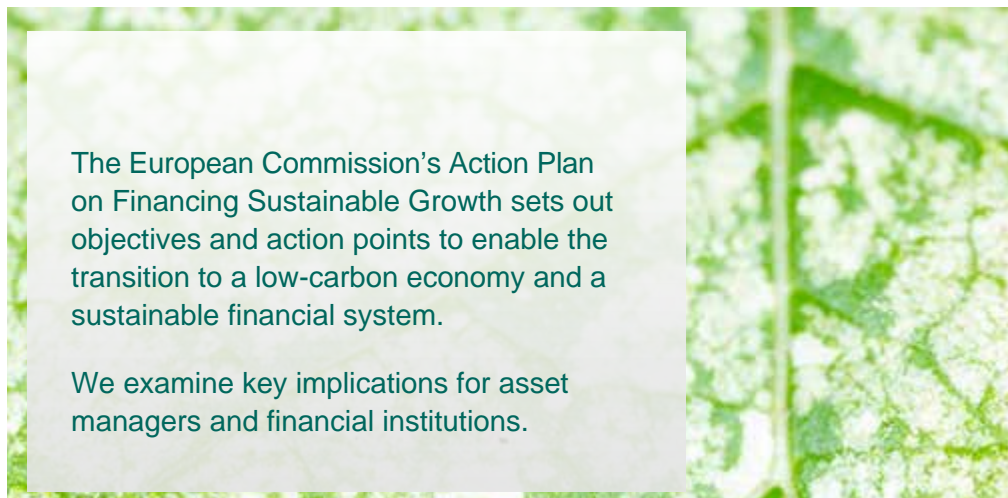 The European Commission’s Action Plan
on Financing Sustainable Growth sets out
objectives and action points to enable the
transition to a low-carbon economy and a
sustainable financial system.
We examine key implications for asset
managers and financial institutions.